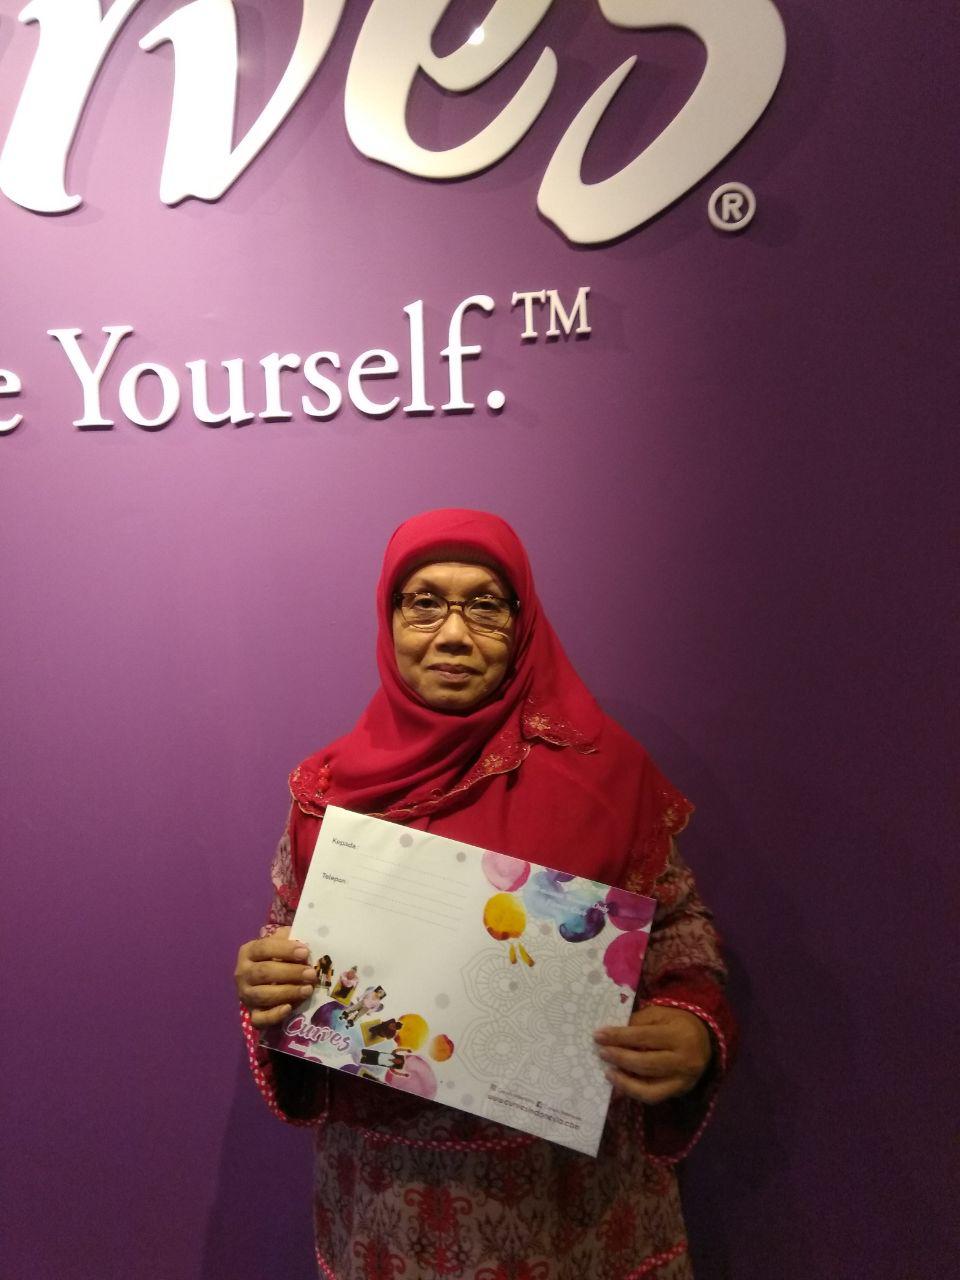 rves®
e Yourself.™
Kepada :
Telepon :
Curves
www.curvesindonesia.com